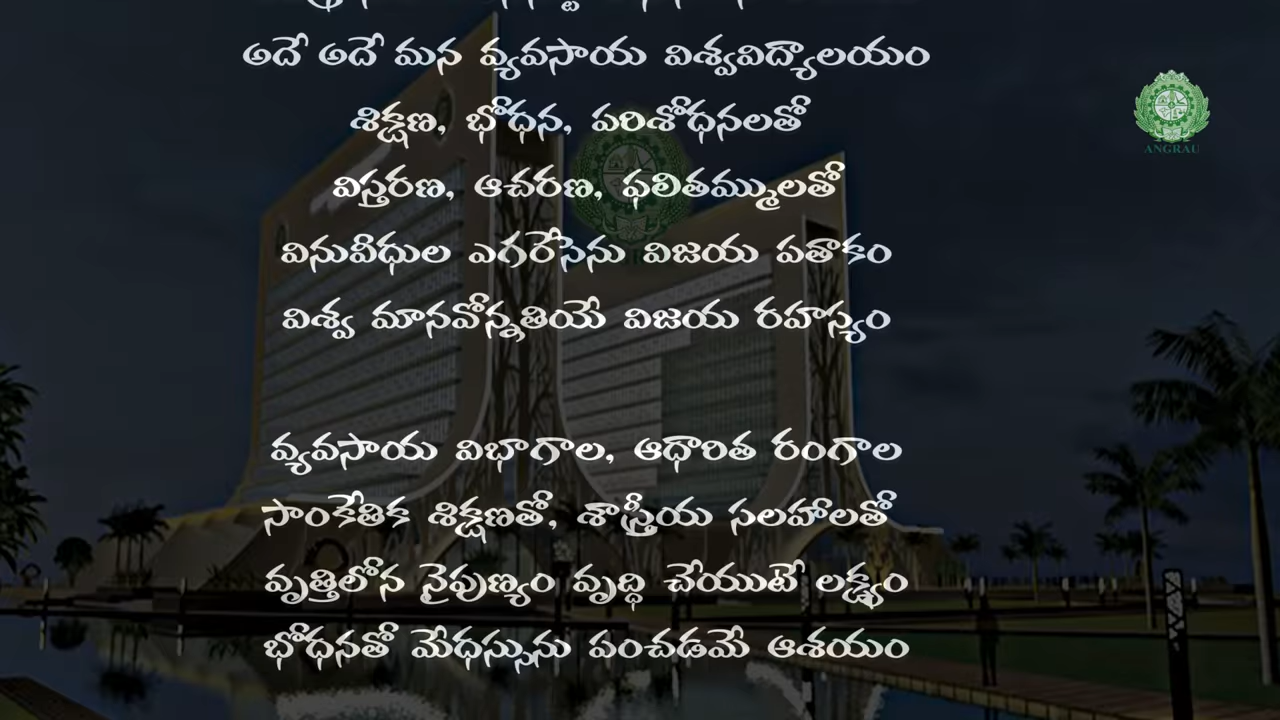 అదే అదే మన వ్యవసాయ విశ్వవిద్యాలయం
శిక్షణ, భోధన, పరిశోధనలతో
విస్తరణ, ఆచరణ, ఫలితమ్ములతో
వినువీధుల ఎగరేసెను విజయ పతాకం
విశ్వ మానవోన్నతియే విజయ రహస్యం
వ్యవసాయ విభాగాల, ఆధారిత రంగాల
సాంకేతిక శిక్షణతో, శాస్త్రీయ సలహాలతో
వృత్తిలోన నైపుణ్యం వృద్ధి చేయుటే లక్ష్యం
భోధనతో మేధస్సును పంచడమే ఆశయం
ANGRAU